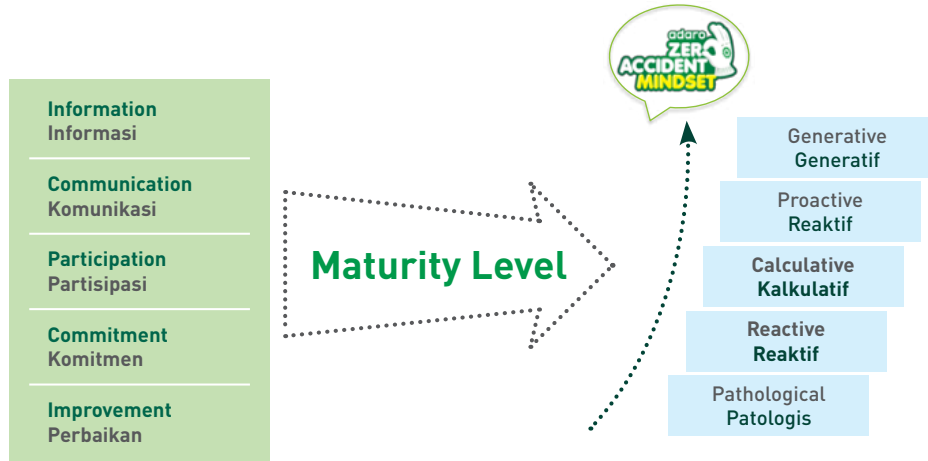 Information
Informasi
Communication
Komunikasi
Participation
Partisipasi
Commitment
Komitmen
Improvement
Perbaikan
Maturity Level
adaro
ZERO
ACCIDENT
MINDSET
Generative
Generatif
Proactive
Reaktif
Calculative
Kalkulatif
Reactive
Reaktif
Pathological
Patologis